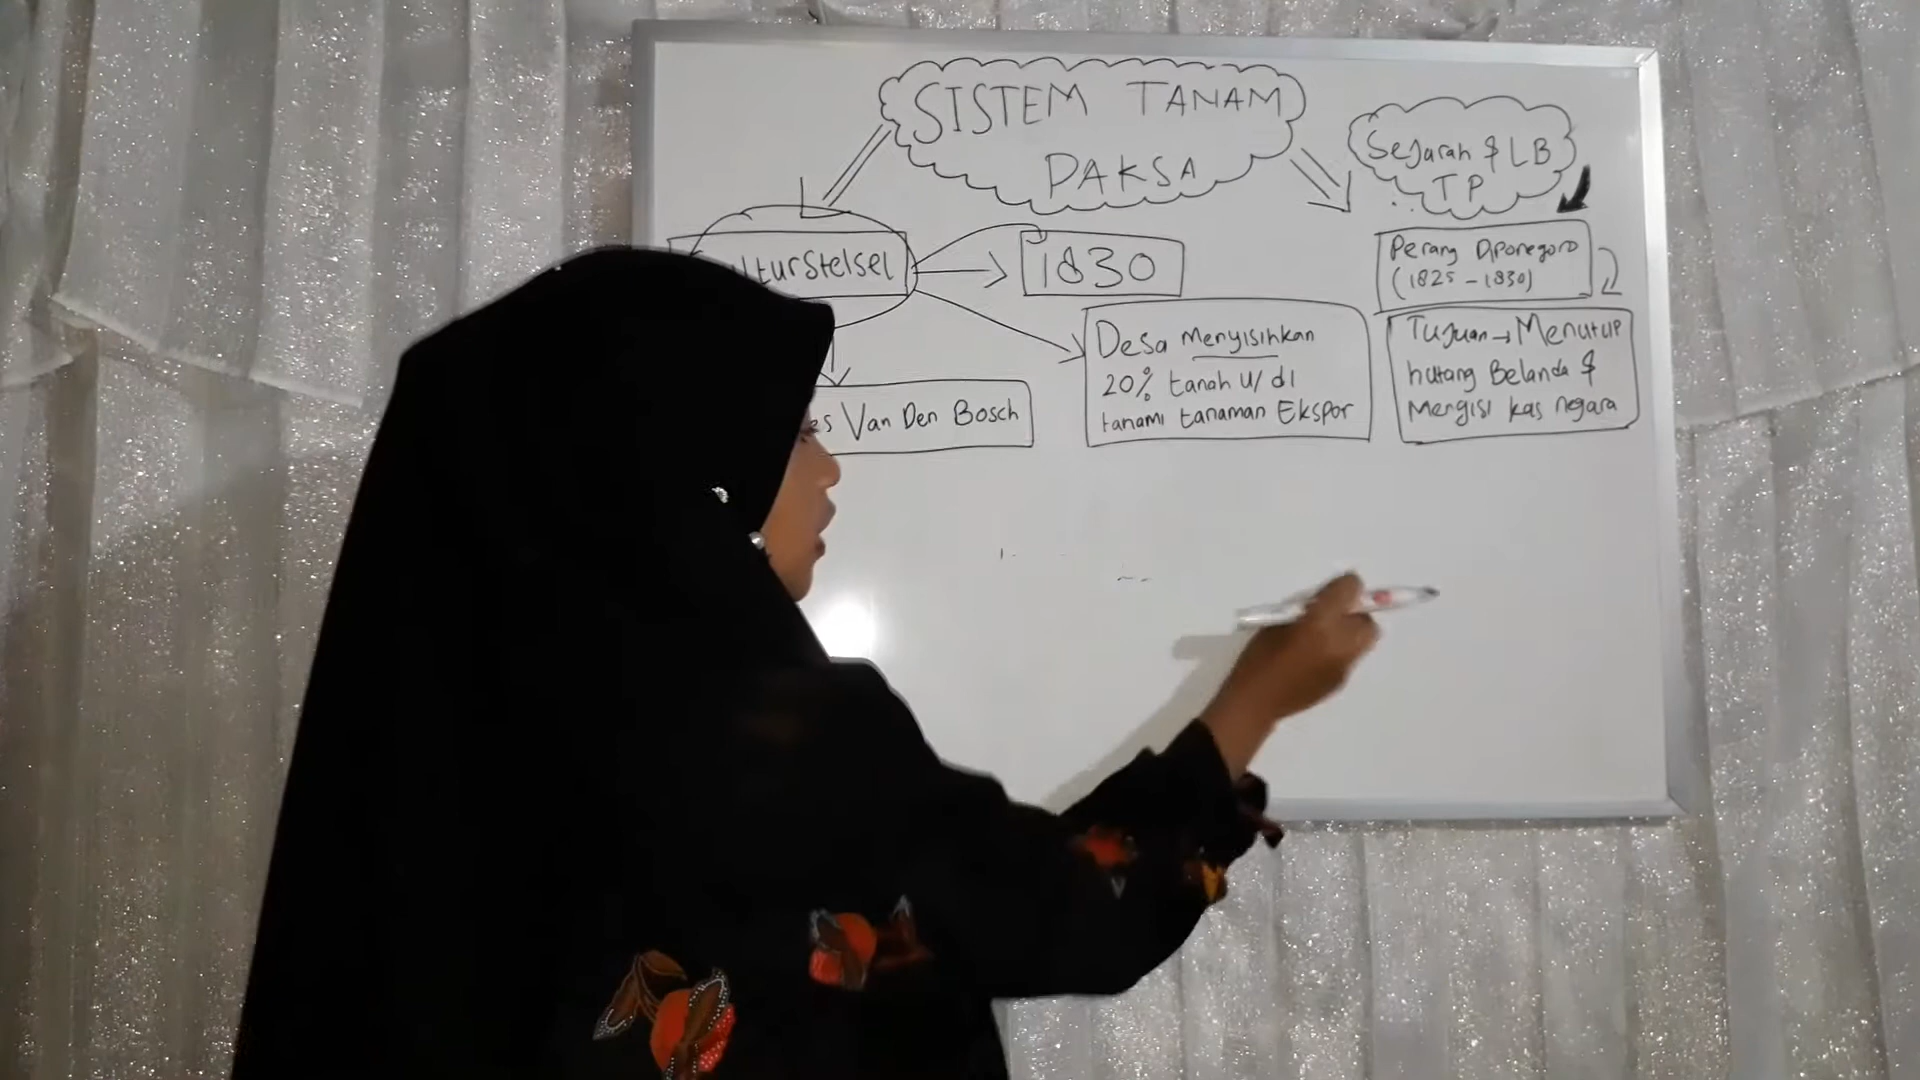 SISTEM TANAM
PAKSA
Sejarah & LB
TP
1830
Perang Diponegoro
(1825 - 1830)
Van Den Bosch
Desa Menyisihkan
20% tanah u/ di
tanami tanaman Ekspor
Tujuan → Menutup
hutang Belanda &
Mengisi kas negara